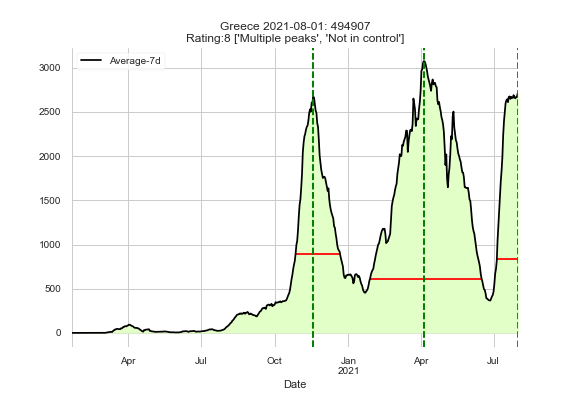 Greece 2021-08-01: 494907
Rating:8 ['Multiple peaks', 'Not in control']
Average-7d
3000
2500
2000
1500
1000
500
0
Apr
Jul
Oct
Jan
2021
Apr
Jul
Date